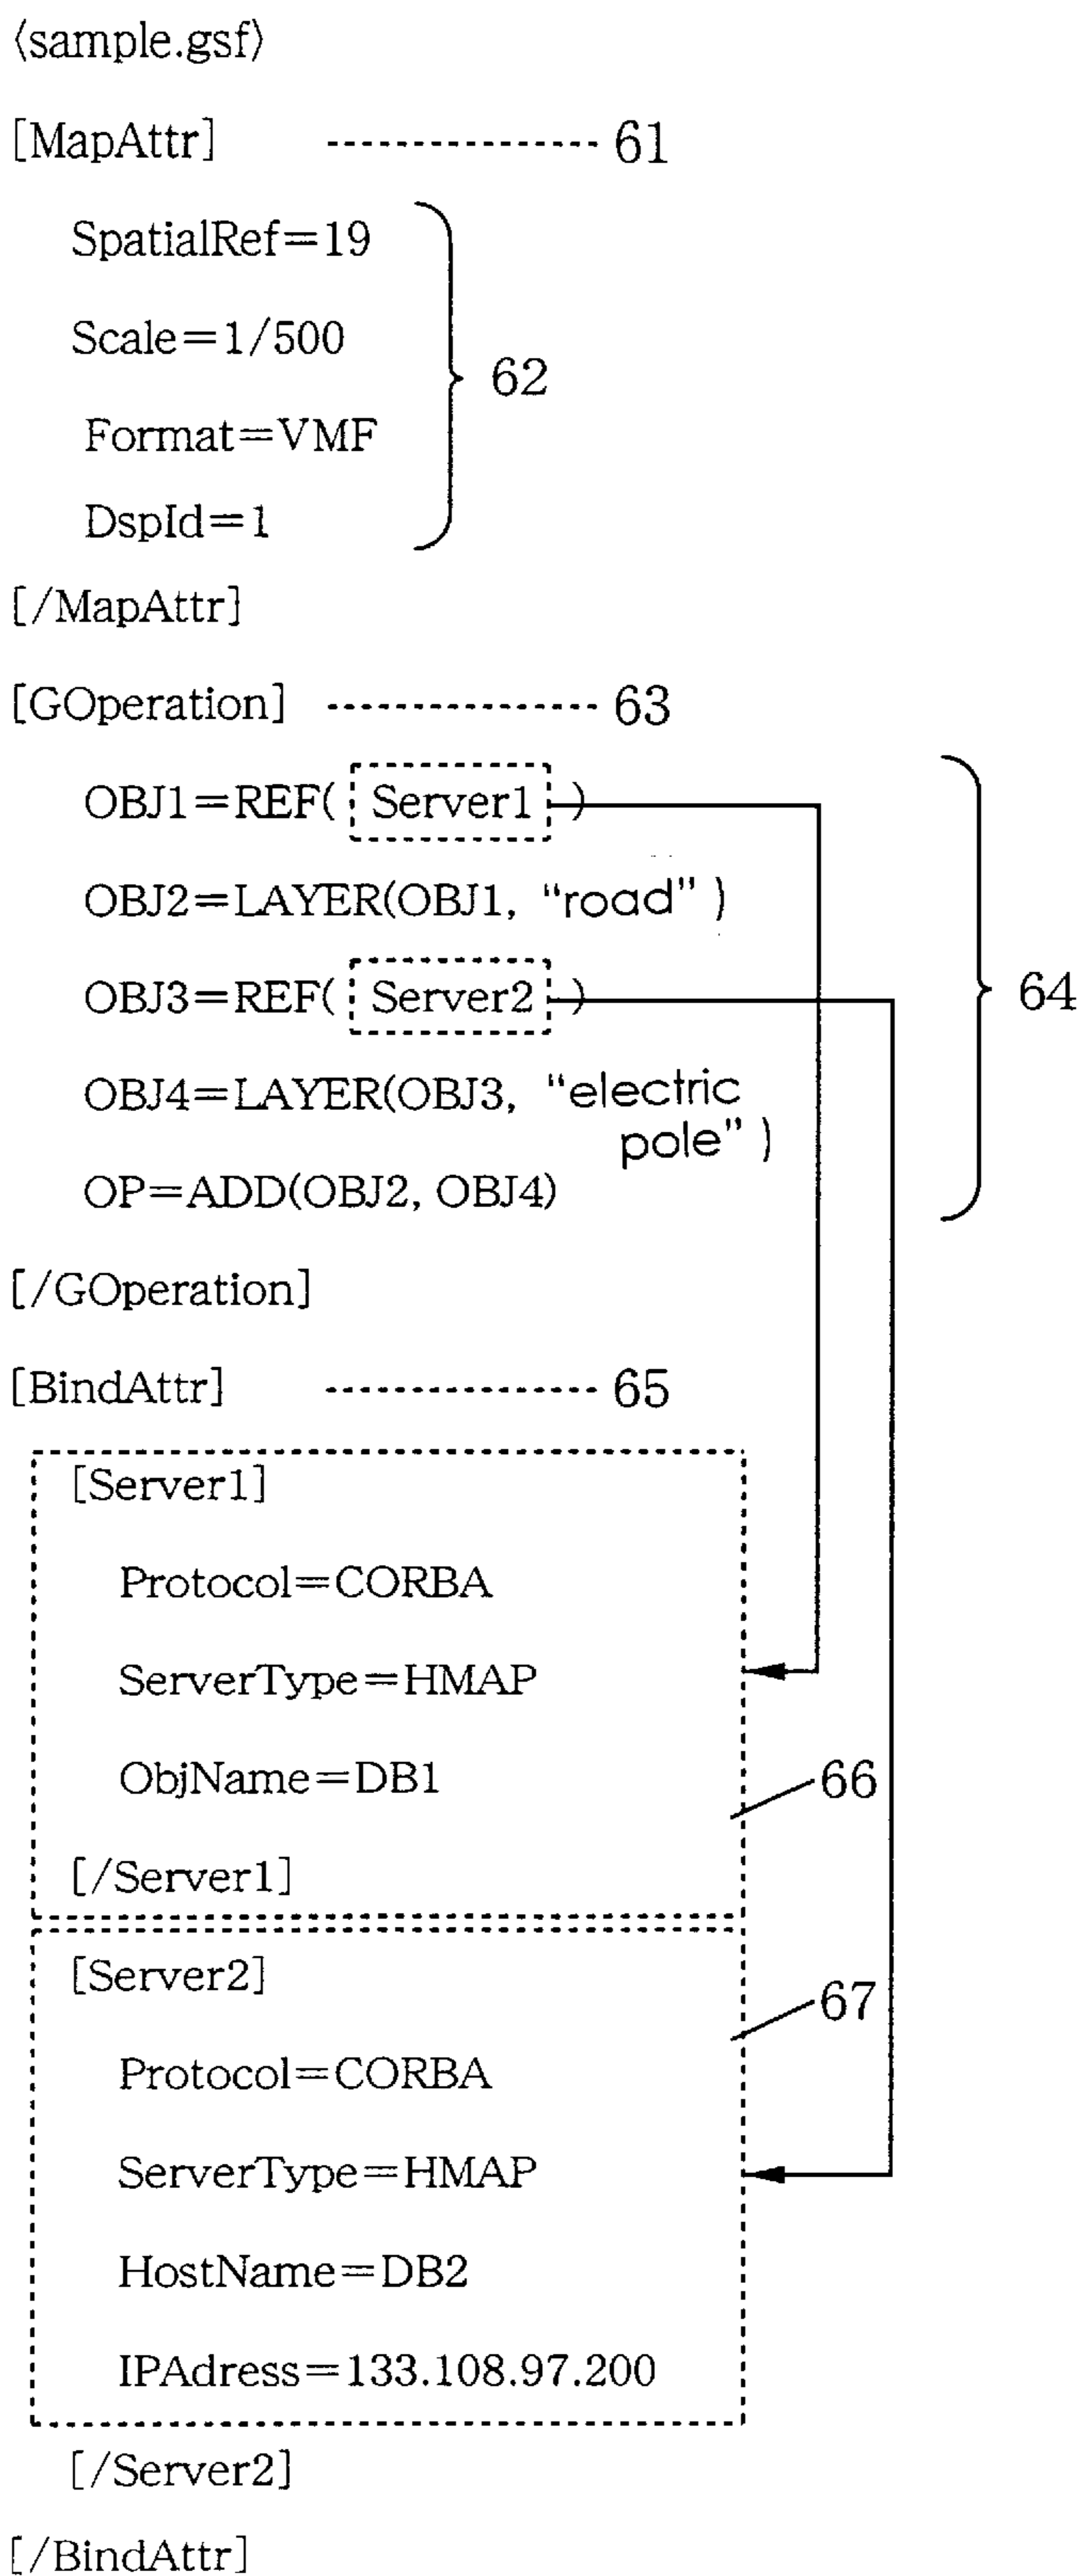 〈sample.gsf〉
[MapAttr] --------------- 61
SpatialRef=19
Scale=1/500
62
Format=VMF
DspId=1
[/MapAttr]
[GOperation] --------------- 63
OBJ1=REF( Server1 )
OBJ2=LAYER(OBJ1, "road" )
OBJ3=REF( Server2 )
64
OBJ4=LAYER(OBJ3, "electric
pole" )
OP=ADD(OBJ2, OBJ4)
[/GOperation]
[BindAttr] --------------- 65
[Server1]
Protocol=CORBA
ServerType=HMAP
ObjName=DB1
66
[/Server1]
[Server2]
67
Protocol=CORBA
ServerType=HMAP
HostName=DB2
IPAdress=133.108.97.200
[/Server2]
[/BindAttr]